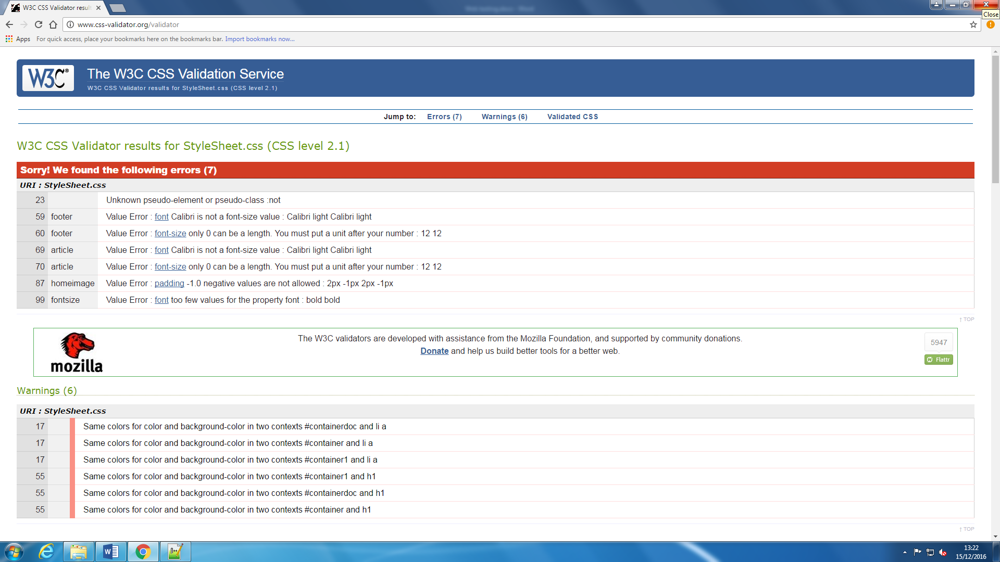 W3C CSS Validator result
Close
www.css-validator.org/validator
Apps For quick access, place your bookmarks here on the bookmarks bar. Import bookmarks now...
W3C®
The W3C CSS Validation Service
W3C CSS Validator results for StyleSheet.css (CSS level 2.1)
Jump to: Errors (7) Warnings (6) Validated CSS
W3C CSS Validator results for StyleSheet.css (CSS level 2.1)
Sorry! We found the following errors (7)
URI : StyleSheet.css
23 Unknown pseudo-element or pseudo-class :not
59 footer Value Error : font Calibri is not a font-size value : Calibri light Calibri light
60 footer Value Error : font-size only 0 can be a length. You must put a unit after your number : 12 12
69 article Value Error : font Calibri is not a font-size value : Calibri light Calibri light
70 article Value Error : font-size only 0 can be a length. You must put a unit after your number : 12 12
87 homeimage Value Error : padding -1.0 negative values are not allowed : 2px -1px 2px -1px
99 fontsize Value Error : font too few values for the property font : bold bold
↑ TOP
mozilla
The W3C validators are developed with assistance from the Mozilla Foundation, and supported by community donations.
Donate and help us build better tools for a better web.
5947
Flattr
Warnings (6)
URI : StyleSheet.css
17 Same colors for color and background-color in two contexts #containerdoc and li a
17 Same colors for color and background-color in two contexts #container and li a
17 Same colors for color and background-color in two contexts #container1 and li a
55 Same colors for color and background-color in two contexts #container1 and h1
55 Same colors for color and background-color in two contexts #containerdoc and h1
55 Same colors for color and background-color in two contexts #container and h1
↑ TOP
13:22
15/12/2016